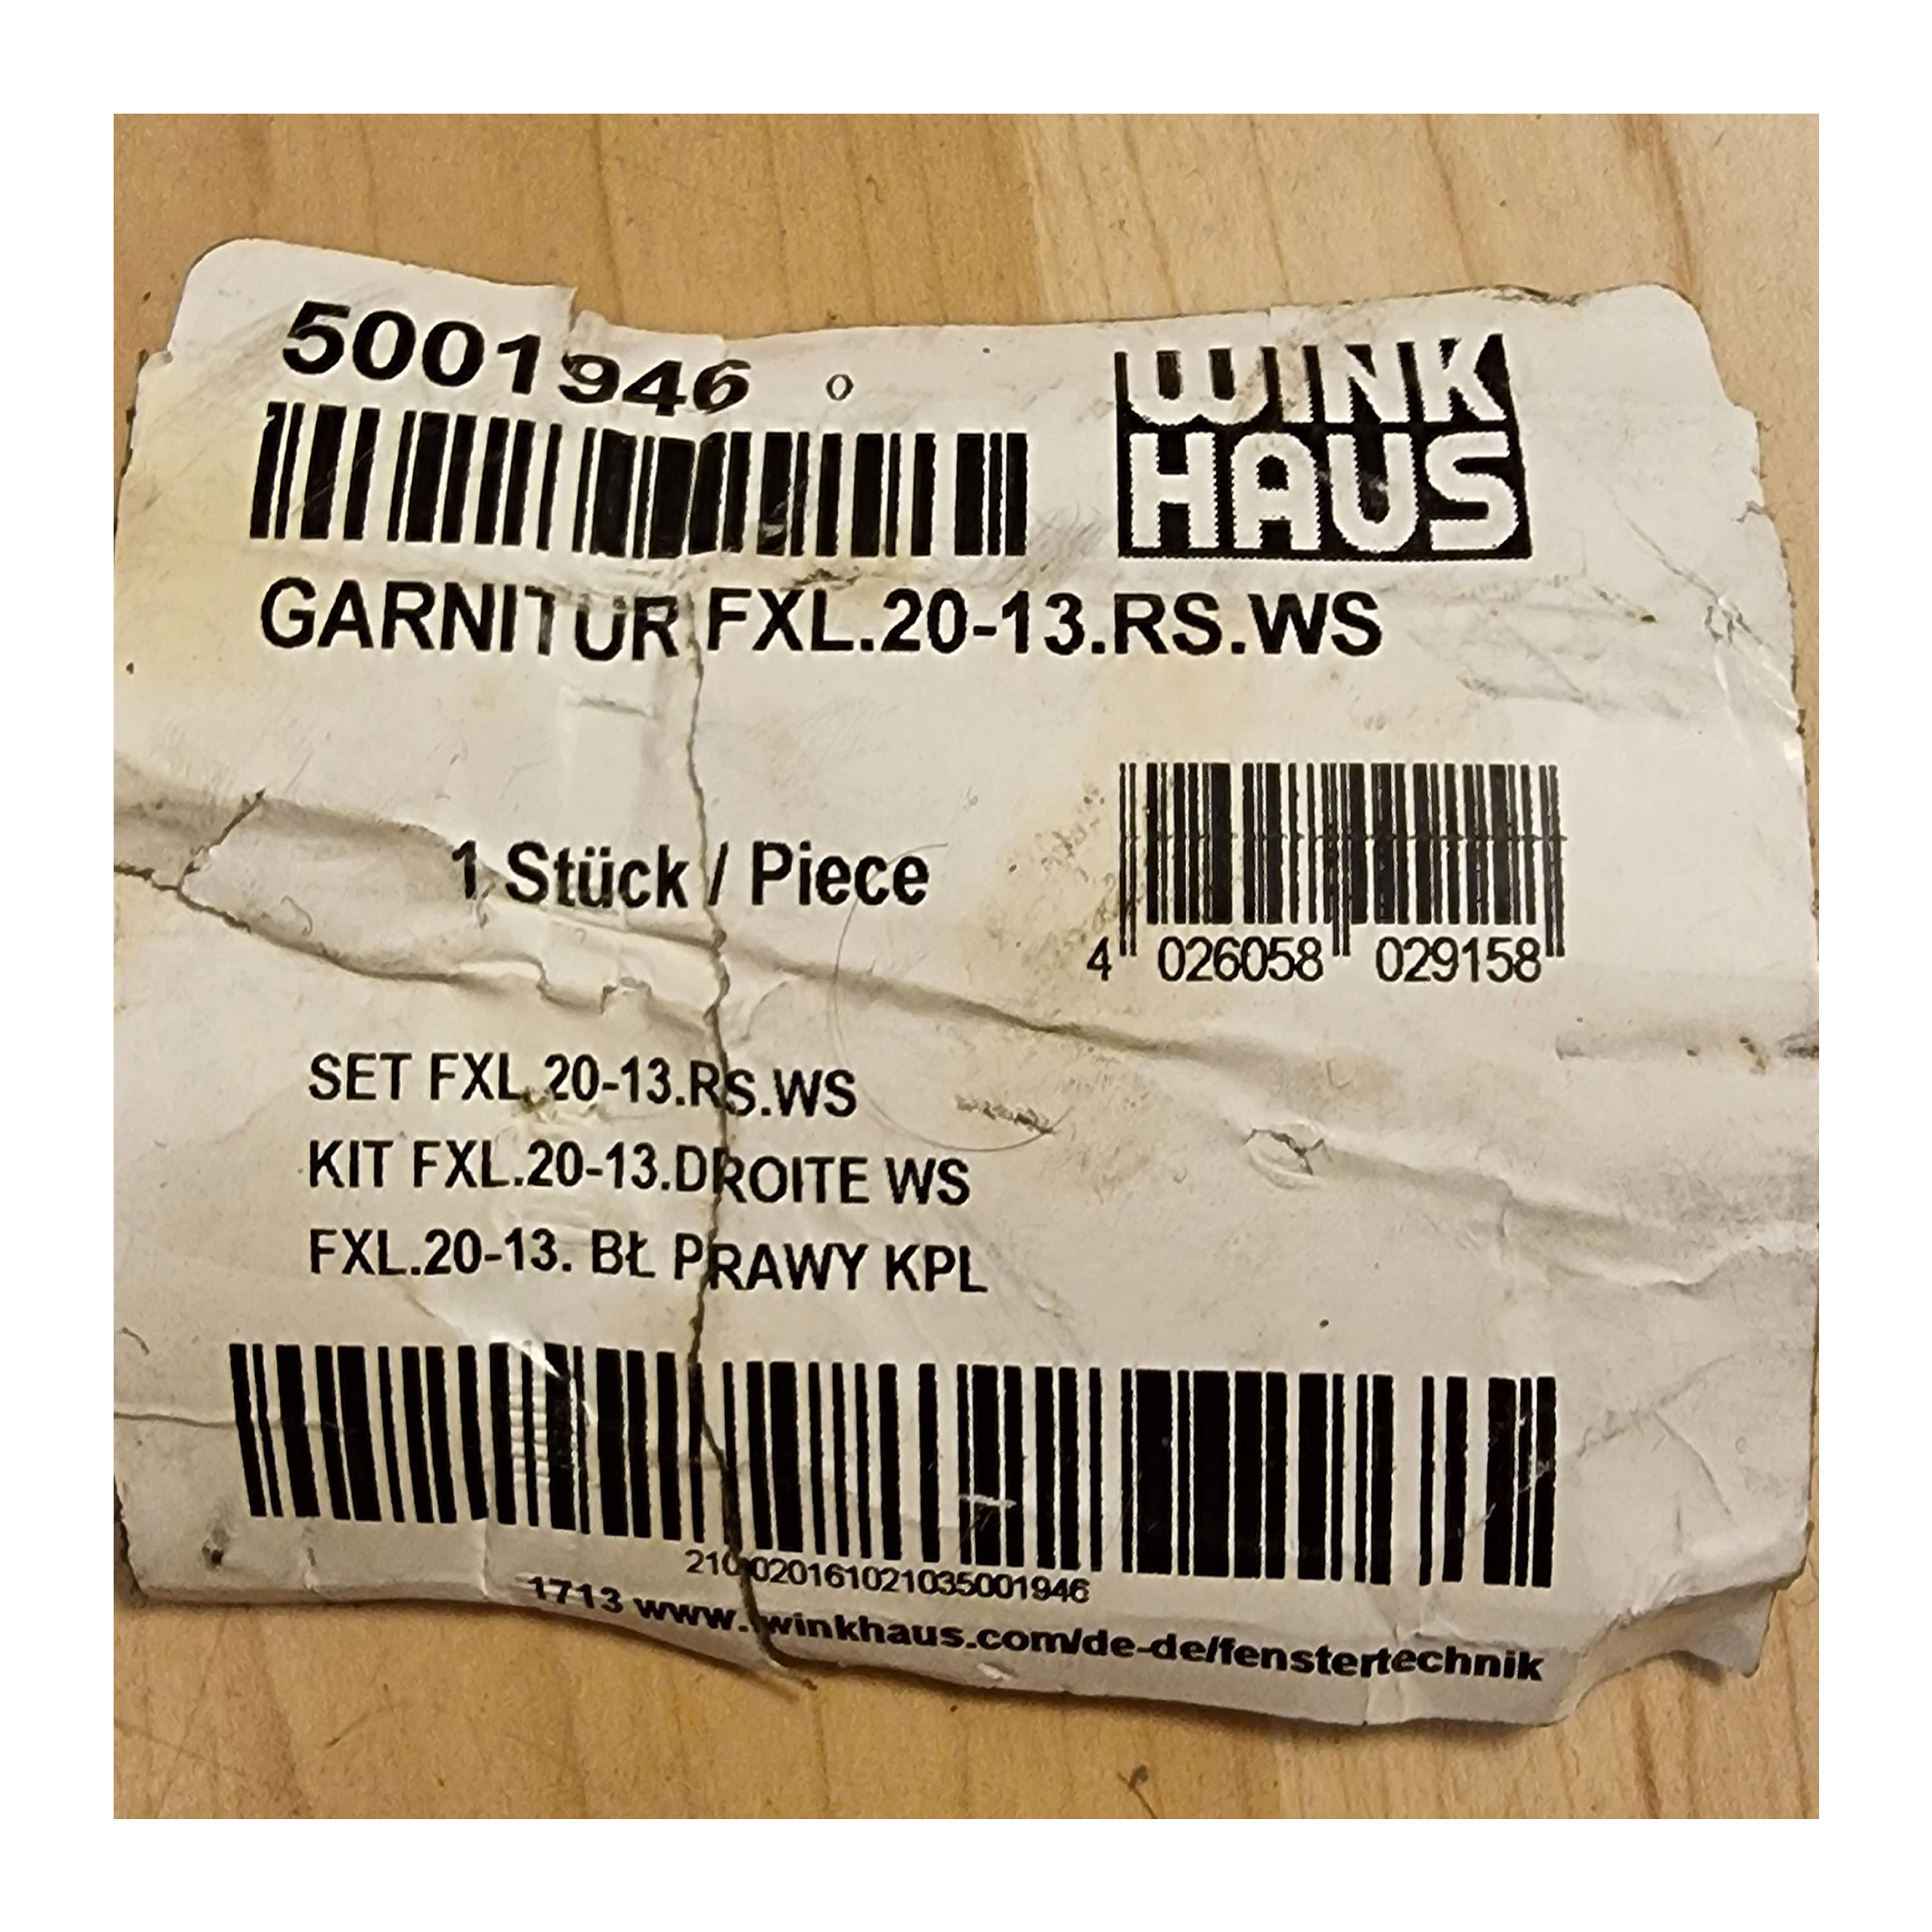 5001946 0
WINK
HAUS
GARNITUR FXL.20-13.RS.WS
1 Stück / Piece
4 026058 029158
SET FXL.20-13.RS.WS
KIT FXL.20-13.DROITE WS
FXL.20-13. BŁ PRAWY KPL
210020161021035001946
1713 www.winkhaus.com/de-de/fenstertechnik